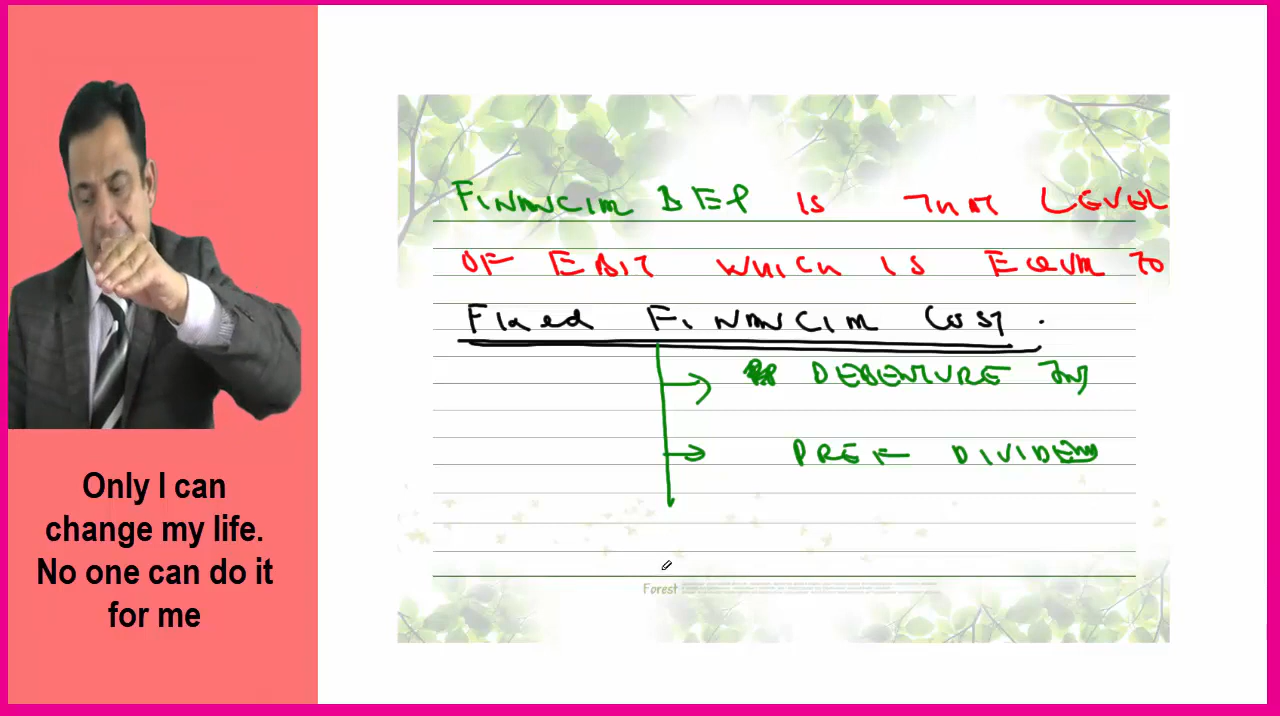 FINANCIAL BEP IS THAT LEVEL
OF EBIT WHICH IS EQUAL TO
Fixed FINANCIAL COST.
DEBENTURE INT
PREF DIVIDEND
Forest
Only I can
change my life.
No one can do it
for me